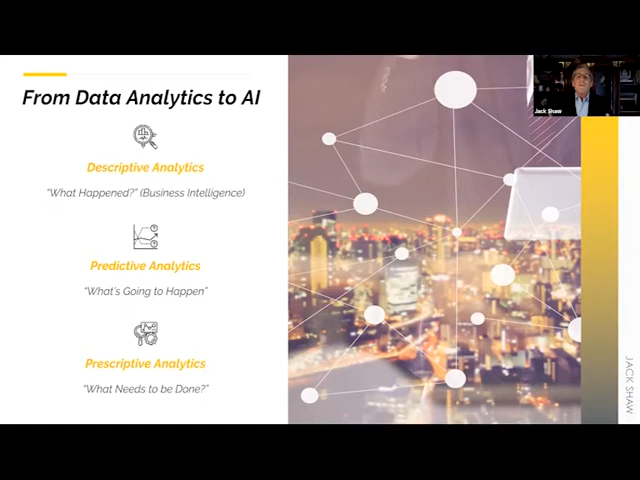 From Data Analytics to AI
Descriptive Analytics
“What Happened?” (Business Intelligence)
Predictive Analytics
“What's Going to Happen”
Prescriptive Analytics
“What Needs to be Done?”
Jack Shaw
JACK SHAW